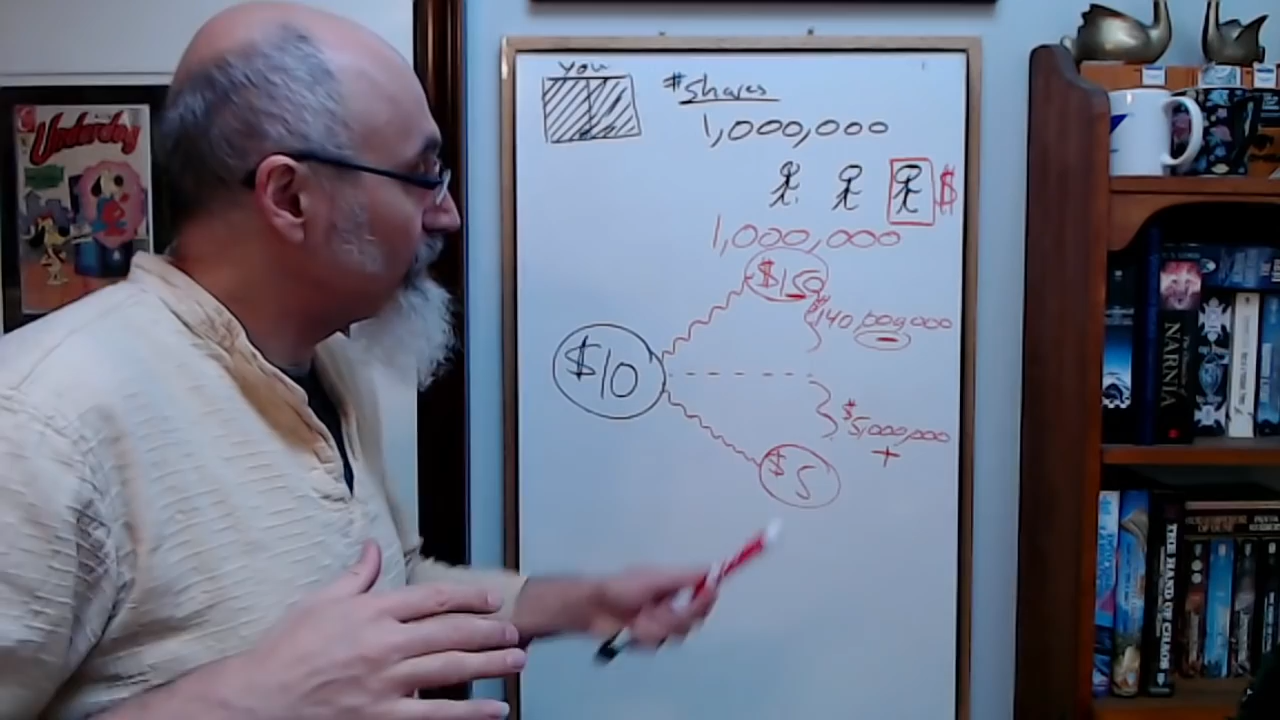 Underdog
you
# Shares
1,000,000
$
1,000,000
$150
$140,000,000
$10
$5,000,000
+
$5
NARNIA
THE HAND OF CHAOS